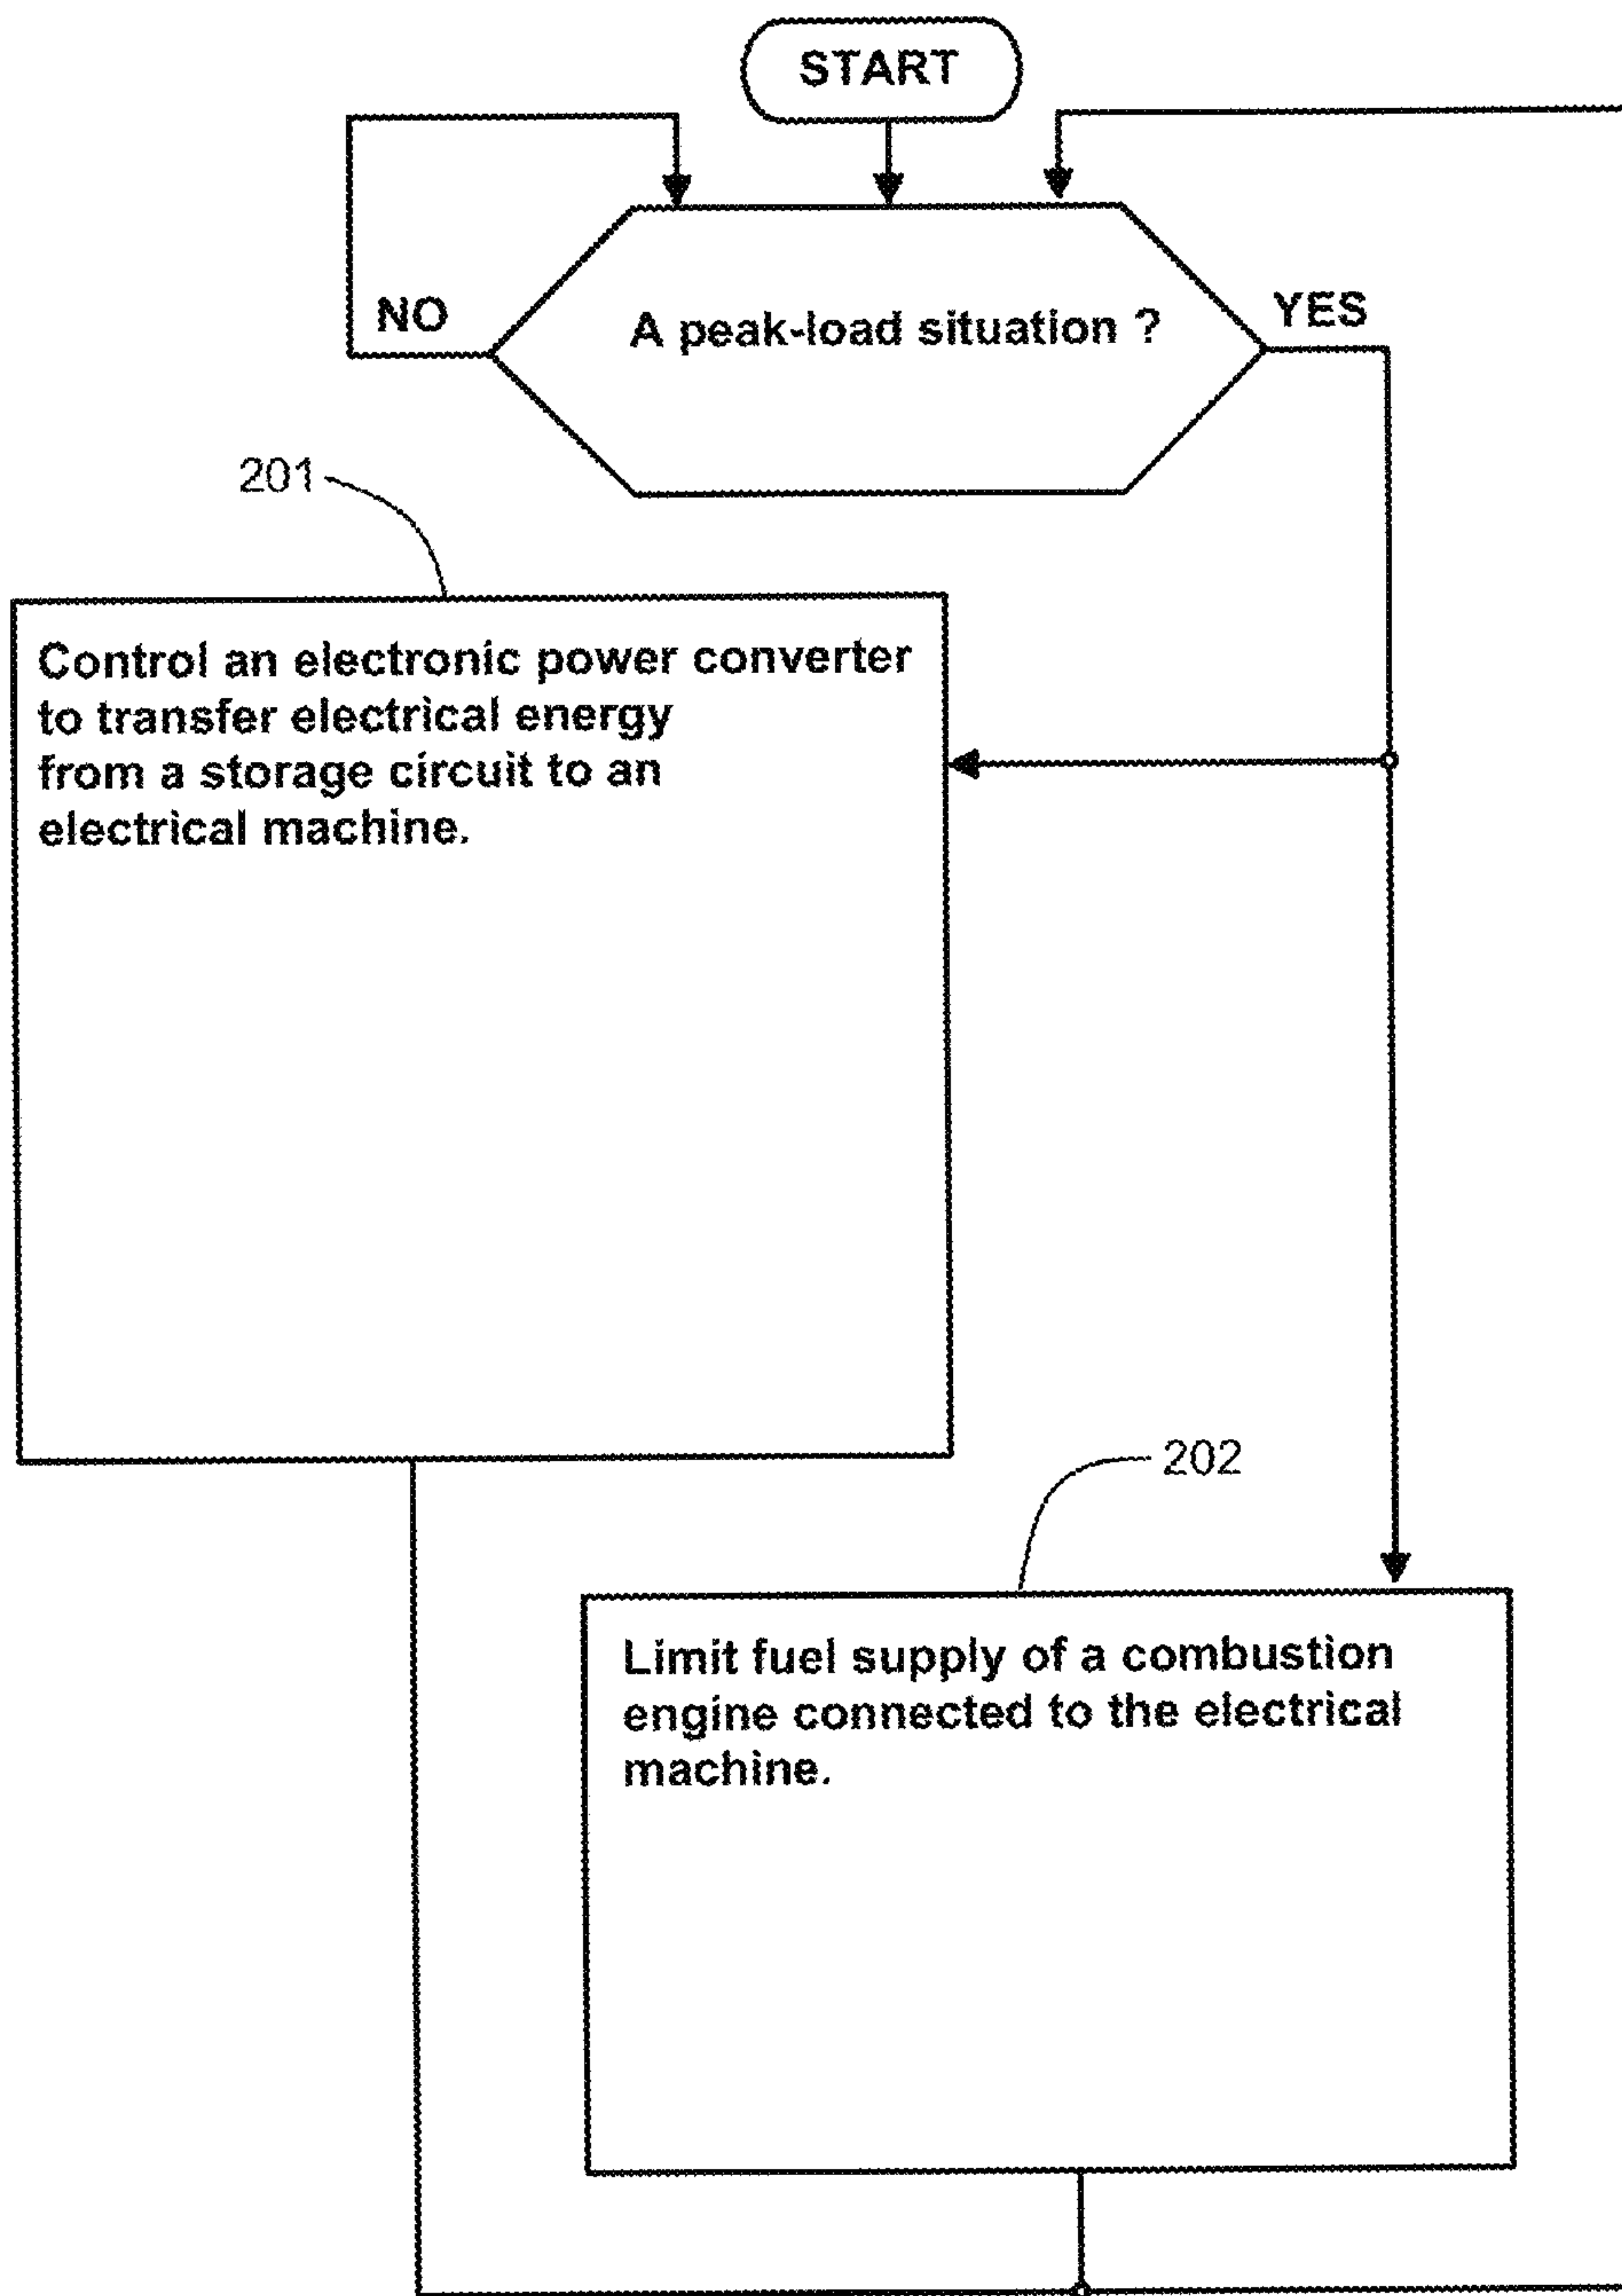 START
NO
A peak-load situation ?
YES
201
Control an electronic power converter
to transfer electrical energy
from a storage circuit to an
electrical machine.
202
Limit fuel supply of a combustion
engine connected to the electrical
machine.